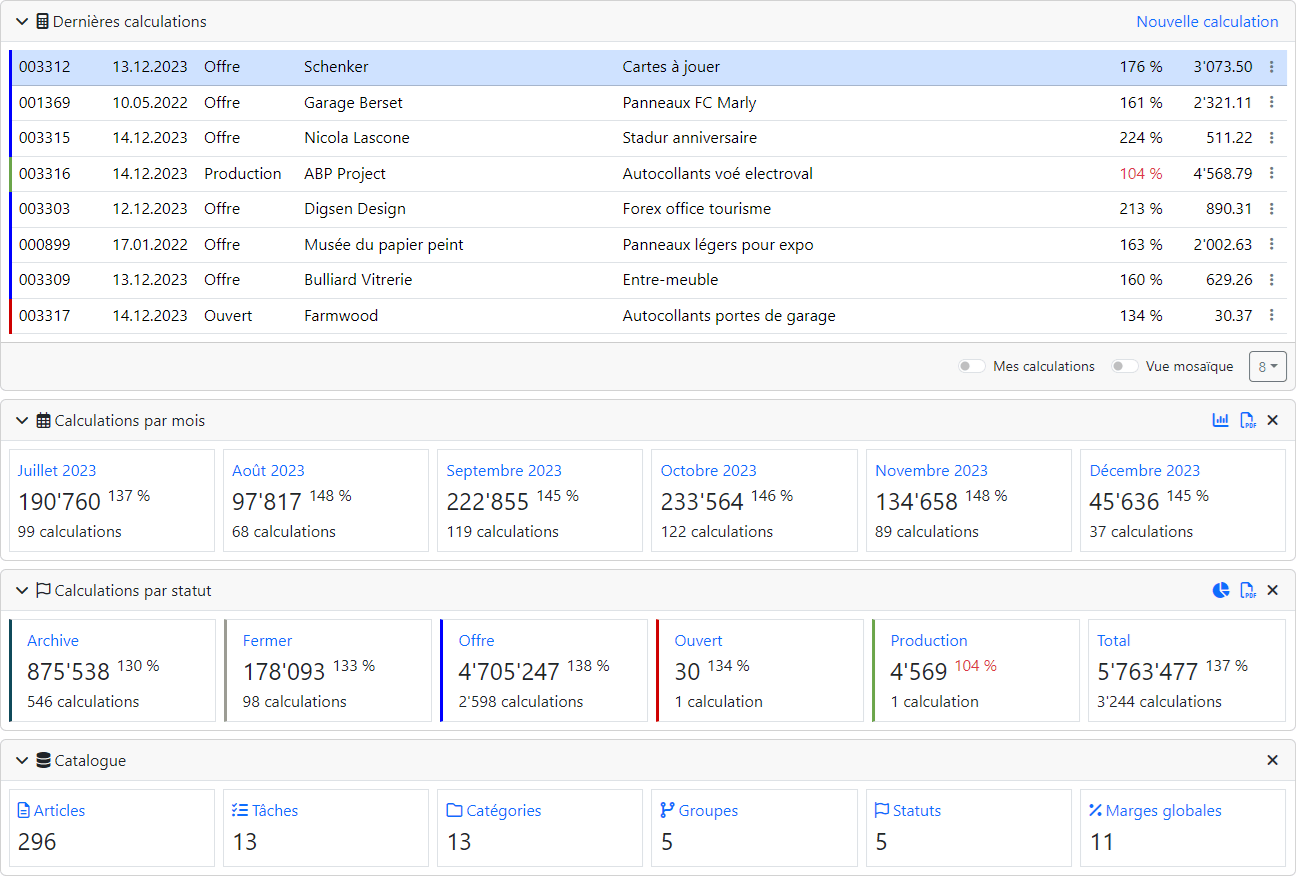 Dernières calculations Nouvelle calculation
003312 13.12.2023 Offre Schenker Cartes à jouer 176 % 3'073.50
001369 10.05.2022 Offre Garage Berset Panneaux FC Marly 161 % 2'321.11
003315 14.12.2023 Offre Nicola Lascone Stadur anniversaire 224 % 511.22
003316 14.12.2023 Production ABP Project Autocollants voé electroval 104 % 4'568.79
003303 12.12.2023 Offre Digsen Design Forex office tourisme 213 % 890.31
000899 17.01.2022 Offre Musée du papier peint Panneaux légers pour expo 163 % 2'002.63
003309 13.12.2023 Offre Bulliard Vitrerie Entre-meuble 160 % 629.26
003317 14.12.2023 Ouvert Farmwood Autocollants portes de garage 134 % 30.37
Mes calculations Vue mosaïque 8
Calculations par mois PDF
Juillet 2023 Août 2023 Septembre 2023 Octobre 2023 Novembre 2023 Décembre 2023
190'760 137 % 97'817 148 % 222'855 145 % 233'564 146 % 134'658 148 % 45'636 145 %
99 calculations 68 calculations 119 calculations 122 calculations 89 calculations 37 calculations
Calculations par statut PDF
Archive Fermer Offre Ouvert Production Total
875'538 130 % 178'093 133 % 4'705'247 138 % 30 134 % 4'569 104 % 5'763'477 137 %
546 calculations 98 calculations 2'598 calculations 1 calculation 1 calculation 3'244 calculations
Catalogue
Articles Tâches Catégories Groupes Statuts Marges globales
296 13 13 5 5 11